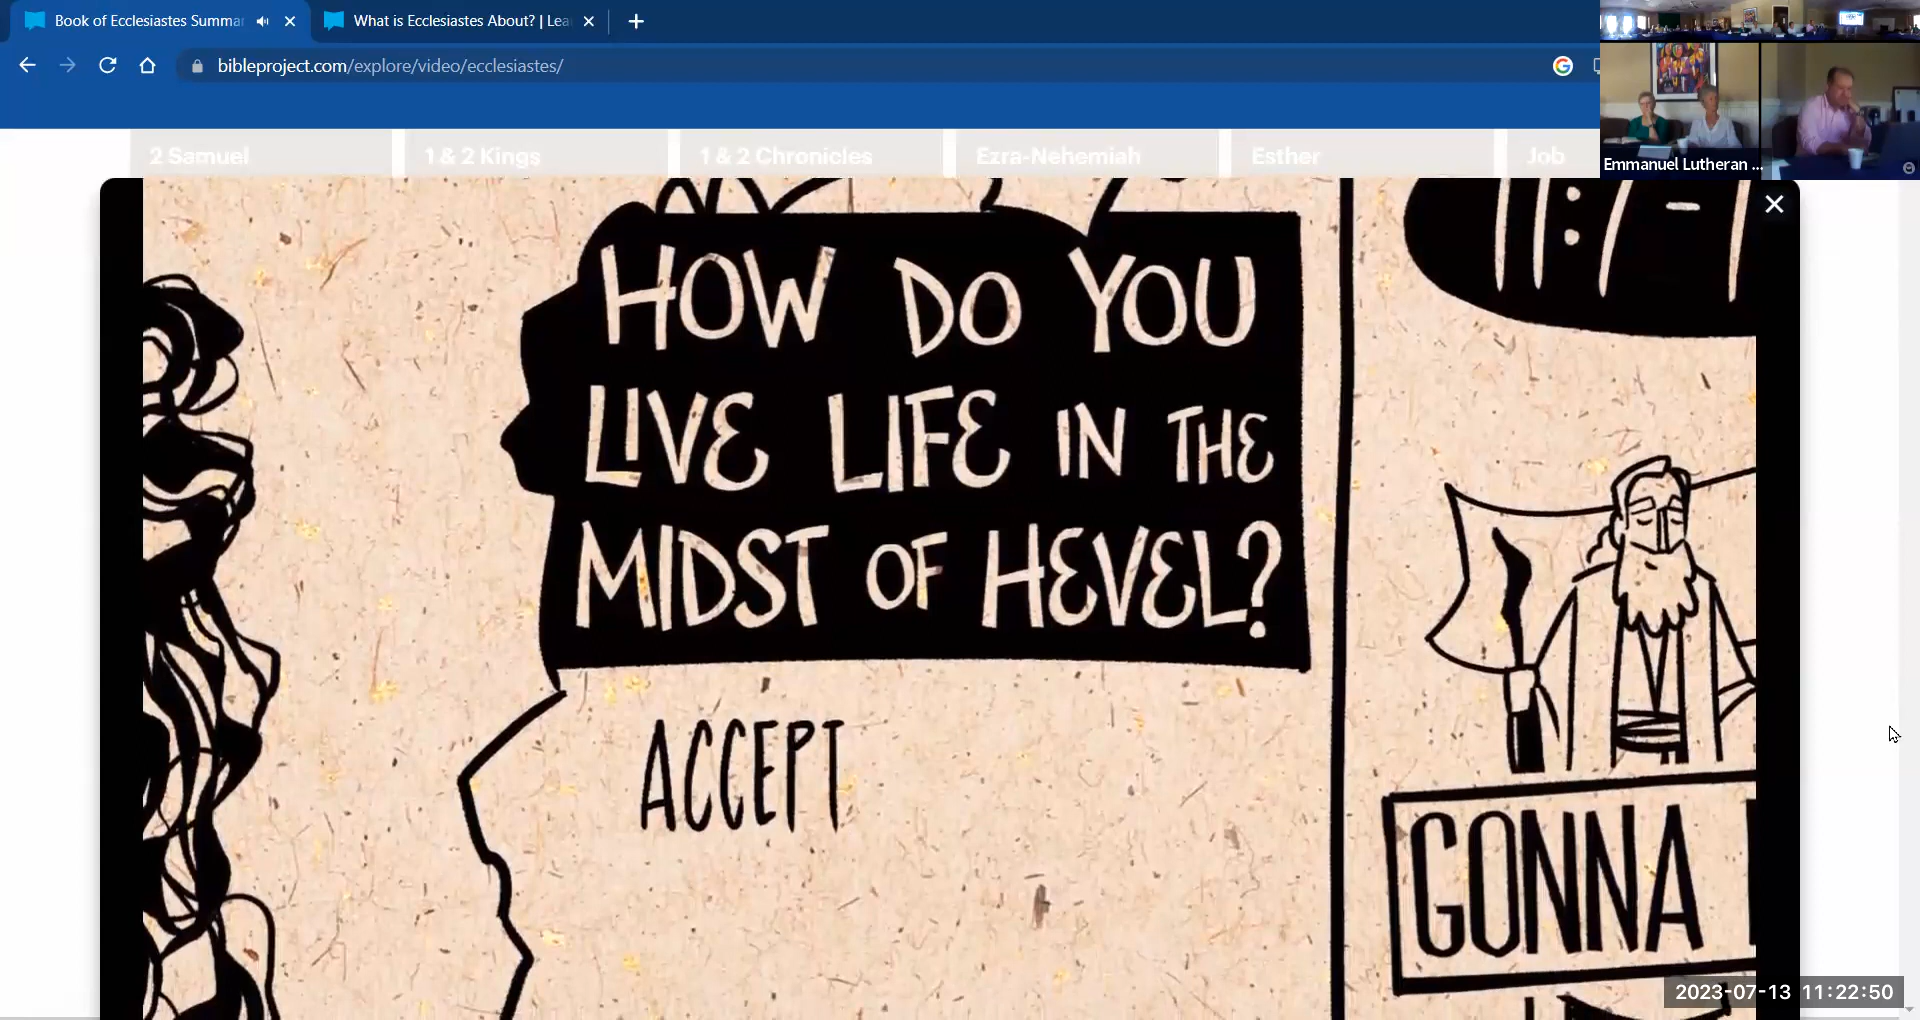 Book of Ecclesiastes Summa
What is Ecclesiastes About? | Lea
bibleproject.com/explore/video/ecclesiastes/
2 Samuel
1 & 2 Kings
1 & 2 Chronicles
Ezra-Nehemiah
Esther
Job
Emmanuel Lutheran ...
HOW DO YOU
LIVE LIFE IN THE
MIDST OF HEVEL?
ACCEPT
GONNA
2023-07-13 11:22:50